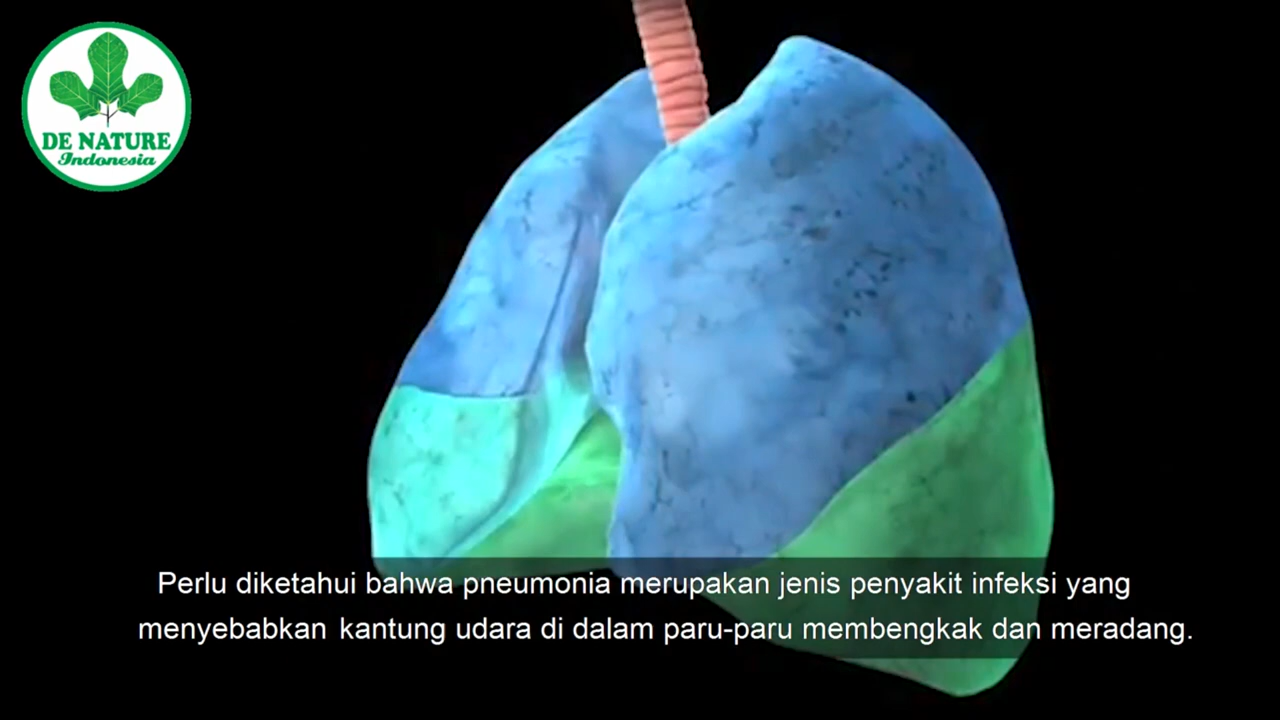 DE NATURE
Indonesia
Perlu diketahui bahwa pneumonia merupakan jenis penyakit infeksi yang
menyebabkan kantung udara di dalam paru-paru membengkak dan meradang.